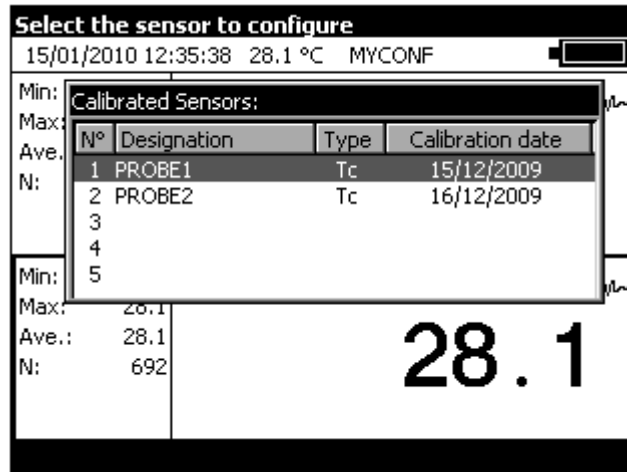 Select the sensor to configure
15/01/2010 12:35:38 28.1 °C MYCONF
Min:
Max:
Ave.
N:
Calibrated Sensors:
N° Designation Type Calibration date
1 PROBE1 Tc 15/12/2009
2 PROBE2 Tc 16/12/2009
3
4
5
Min:
Max: 28.1
Ave.: 28.1
N: 692
28.1